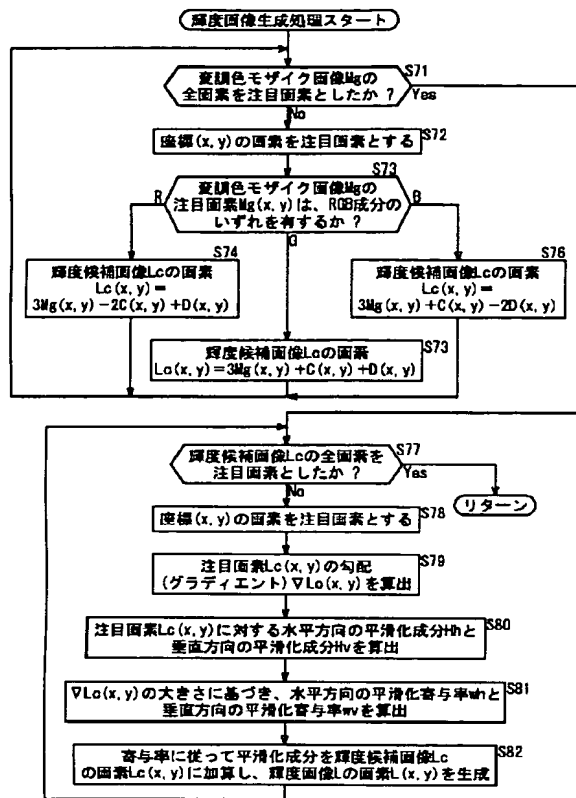 輝度画像生成処理スタート
S71
変調色モザイク画像Mgの
全画素を注目画素としたか ?
Yes
No
S72
座標(x, y)の画素を注目画素とする
S73
変調色モザイク画像Mgの
注目画素Mg(x, y)は、RGB成分の
いずれを有するか ?
R
G
B
S74
輝度候補画像Lcの画素
Lc(x, y) =
3Mg(x, y) -2C(x, y) +D(x, y)
S76
輝度候補画像Lcの画素
Lc(x, y) =
3Mg(x, y) +C(x, y) -2D(x, y)
S73
輝度候補画像Lcの画素
Lc(x, y) =3Mg(x, y) +C(x, y) +D(x, y)
S77
輝度候補画像Lcの全画素を
注目画素としたか ?
Yes
リターン
No
S78
座標(x, y)の画素を注目画素とする
S79
注目画素Lc(x, y)の勾配
(グラディエント)∇Lc(x, y)を算出
S80
注目画素Lc(x, y)に対する水平方向の平滑化成分Hhと
垂直方向の平滑化成分Hvを算出
S81
∇Lc(x, y)の大きさに基づき、水平方向の平滑化寄与率whと
垂直方向の平滑化寄与率wvを算出
S82
寄与率に従って平滑化成分を輝度候補画像Lc
の画素Lc(x, y)に加算し、輝度画像Lの画素L(x, y)を生成